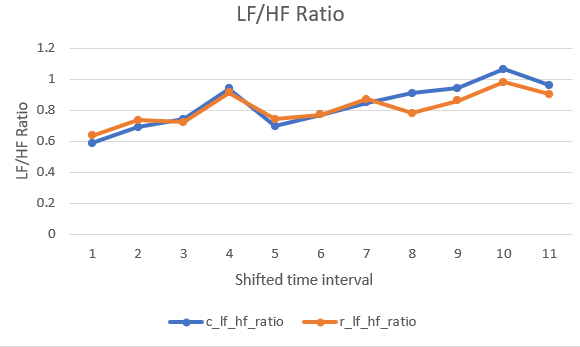 LF/HF Ratio
1.2
1
0.8
0.6
0.4
0.2
0
LF/HF Ratio
1 2 3 4 5 6 7 8 9 10 11
Shifted time interval
c_lf_hf_ratio r_lf_hf_ratio